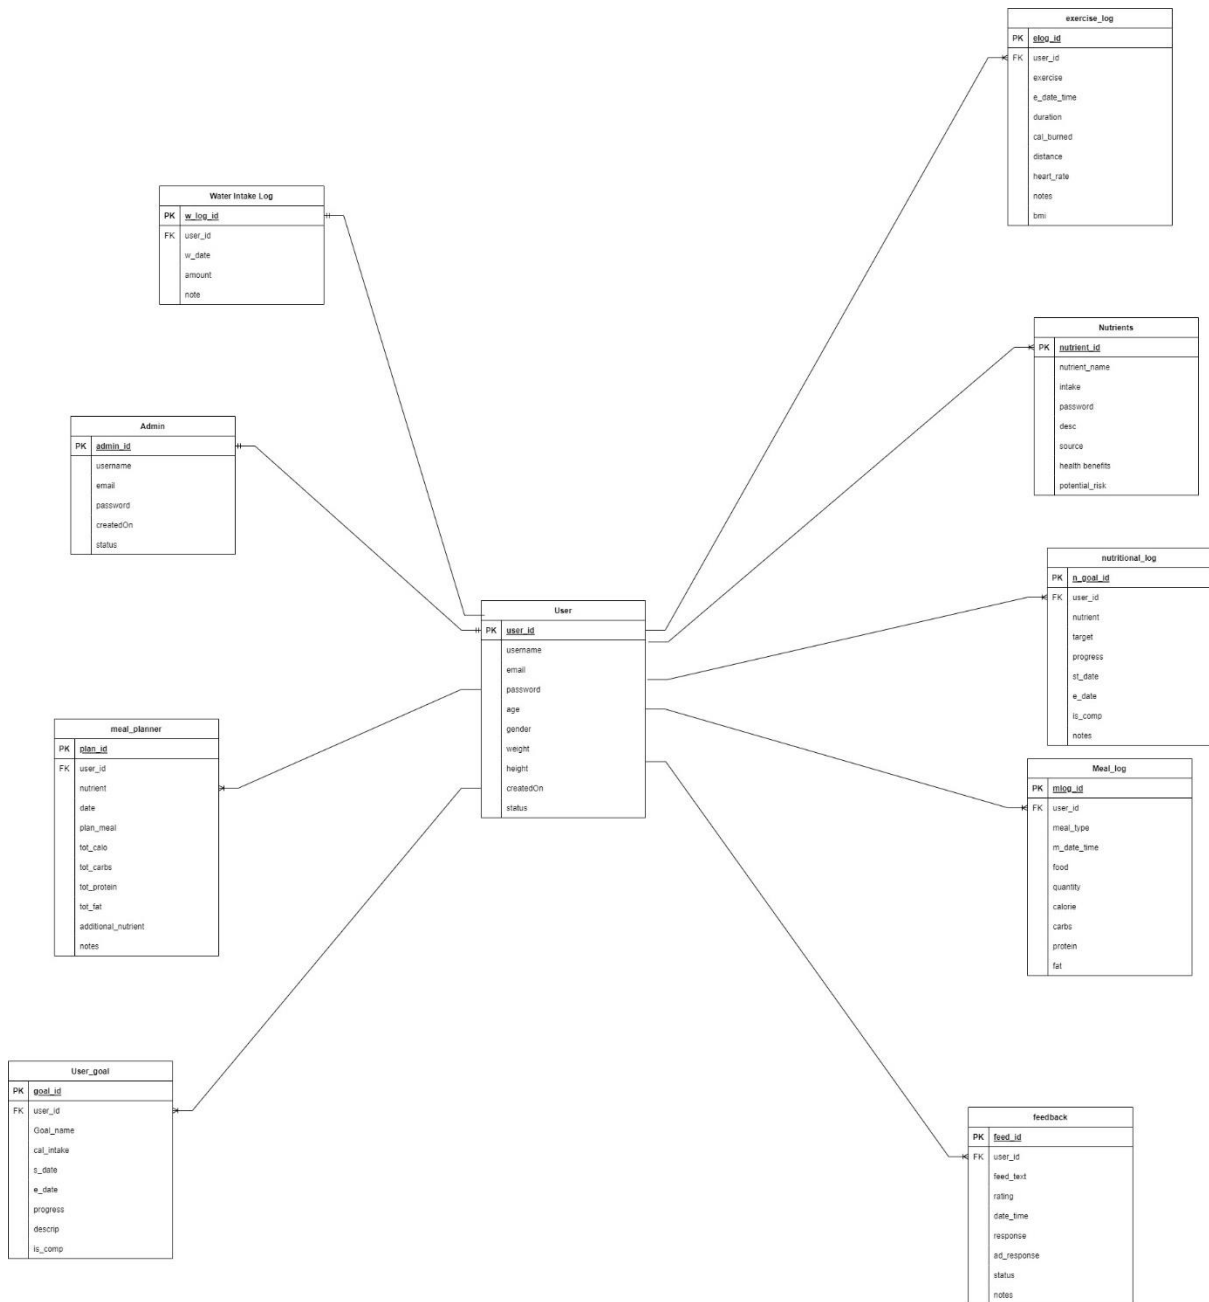 exercise_log
PK elog_id
FK user_id
exercise
e_date_time
duration
cal_burned
distance
heart_rate
notes
bmi
Water Intake Log
PK w_log_id
FK user_id
w_date
amount
note
Nutrients
PK nutrient_id
nutrient_name
intake
password
desc
source
health benefits
potential_risk
Admin
PK admin_id
username
email
password
createdOn
status
nutritional_log
PK n_goal_id
FK user_id
nutrient
target
progress
st_date
e_date
is_comp
notes
User
PK user_id
username
email
password
age
gender
weight
height
createdOn
status
meal_planner
PK plan_id
FK user_id
nutrient
date
plan_meal
tot_calo
tot_carbs
tot_protein
tot_fat
additional_nutrient
notes
Meal_log
PK mlog_id
FK user_id
meal_type
m_date_time
food
quantity
calorie
carbs
protein
fat
User_goal
PK goal_id
FK user_id
Goal_name
cal_intake
s_date
e_date
progress
descrip
is_comp
feedback
PK feed_id
FK user_id
feed_text
rating
date_time
response
ad_response
status
notes